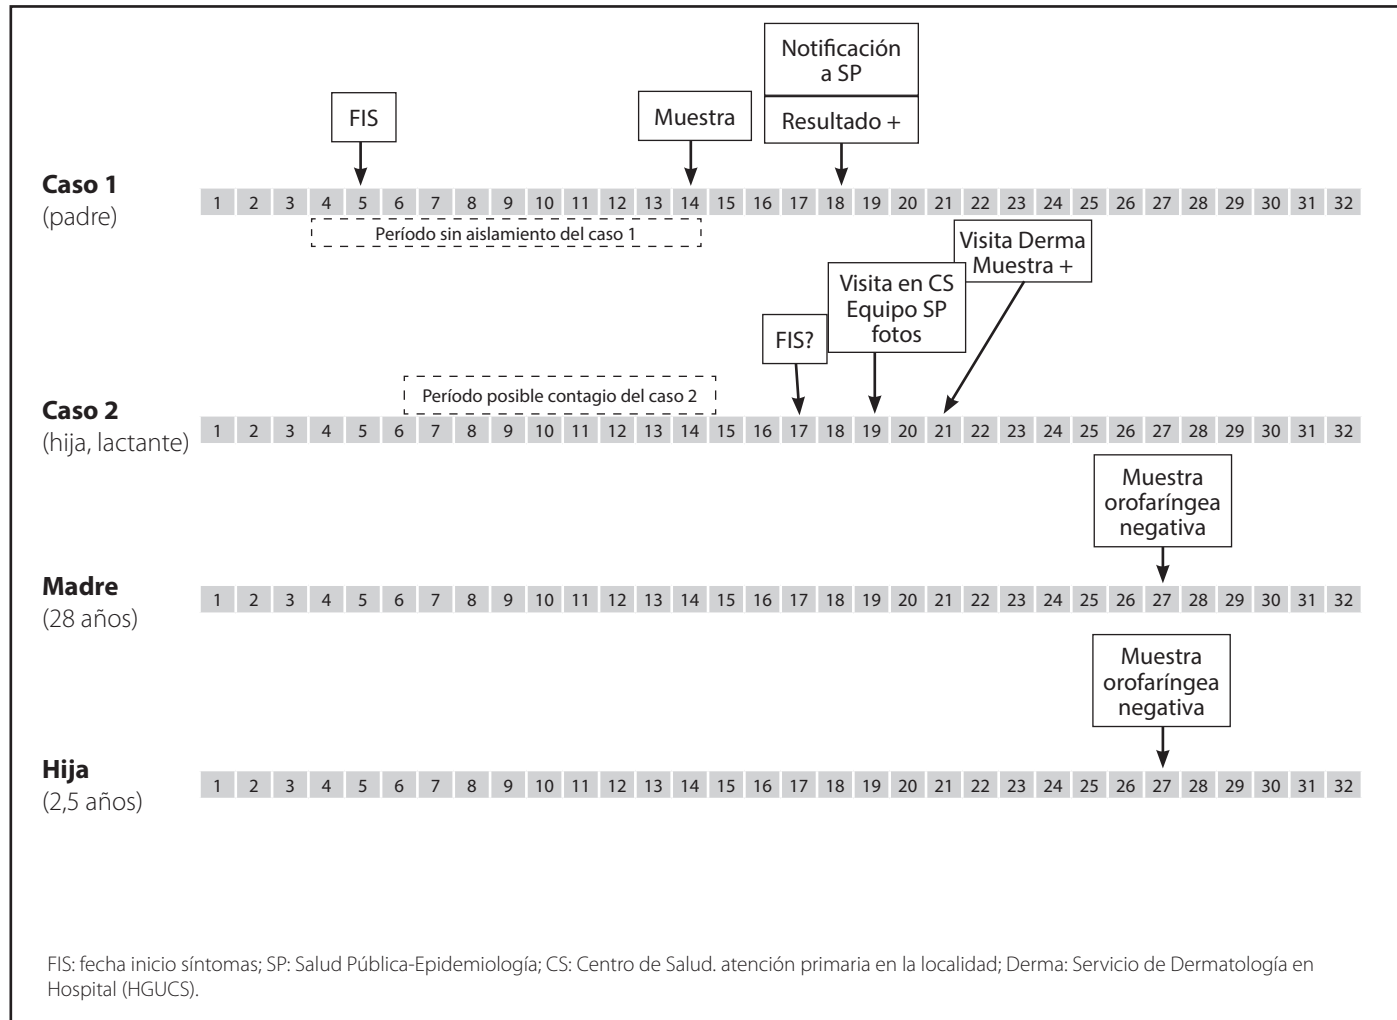 Notificación
a SP
FIS
Muestra
Resultado +
Caso 1
(padre)
1 2 3 4 5 6 7 8 9 10 11 12 13 14 15 16 17 18 19 20 21 22 23 24 25 26 27 28 29 30 31 32
Período sin aislamiento del caso 1
Visita Derma
Muestra +
Visita en CS
Equipo SP
fotos
FIS?
Período posible contagio del caso 2
Caso 2
(hija, lactante)
1 2 3 4 5 6 7 8 9 10 11 12 13 14 15 16 17 18 19 20 21 22 23 24 25 26 27 28 29 30 31 32
Muestra
orofaríngea
negativa
Madre
(28 años)
1 2 3 4 5 6 7 8 9 10 11 12 13 14 15 16 17 18 19 20 21 22 23 24 25 26 27 28 29 30 31 32
Muestra
orofaríngea
negativa
Hija
(2,5 años)
1 2 3 4 5 6 7 8 9 10 11 12 13 14 15 16 17 18 19 20 21 22 23 24 25 26 27 28 29 30 31 32
FIS: fecha inicio síntomas; SP: Salud Pública-Epidemiología; CS: Centro de Salud. atención primaria en la localidad; Derma: Servicio de Dermatología en
Hospital (HGUCS).